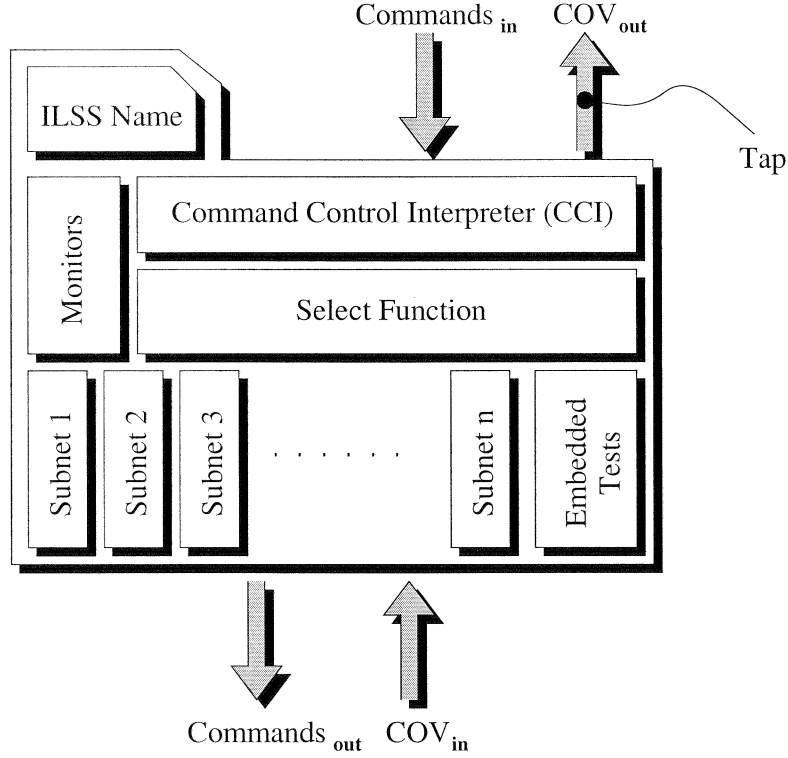 Commands in
COV out
ILSS Name
Tap
Command Control Interpreter (CCI)
Monitors
Select Function
Subnet 1
Subnet 2
Subnet 3
. . . . . .
Subnet n
Embedded
Tests
Commands out
COV in